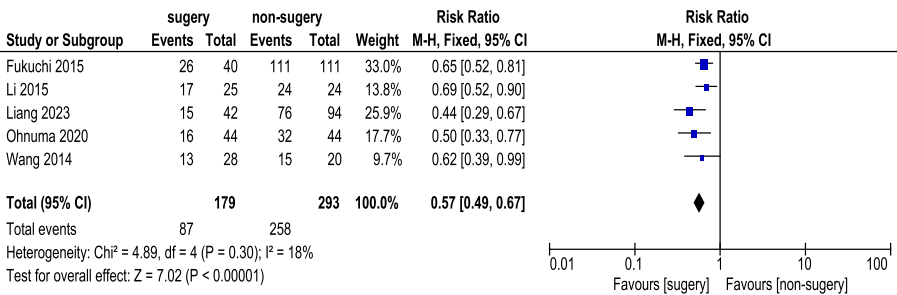 sugery non-sugery Risk Ratio Risk Ratio
Study or Subgroup Events Total Events Total Weight M-H, Fixed, 95% CI M-H, Fixed, 95% CI
Fukuchi 2015 26 40 111 111 33.0% 0.65 [0.52, 0.81]
Li 2015 17 25 24 24 13.8% 0.69 [0.52, 0.90]
Liang 2023 15 42 76 94 25.9% 0.44 [0.29, 0.67]
Ohnuma 2020 16 44 32 44 17.7% 0.50 [0.33, 0.77]
Wang 2014 13 28 15 20 9.7% 0.62 [0.39, 0.99]
Total (95% CI) 179 293 100.0% 0.57 [0.49, 0.67]
Total events 87 258
Heterogeneity: Chi² = 4.89, df = 4 (P = 0.30); I² = 18%
Test for overall effect: Z = 7.02 (P < 0.00001)
0.01 0.1 1 10 100
Favours [sugery] Favours [non-sugery]